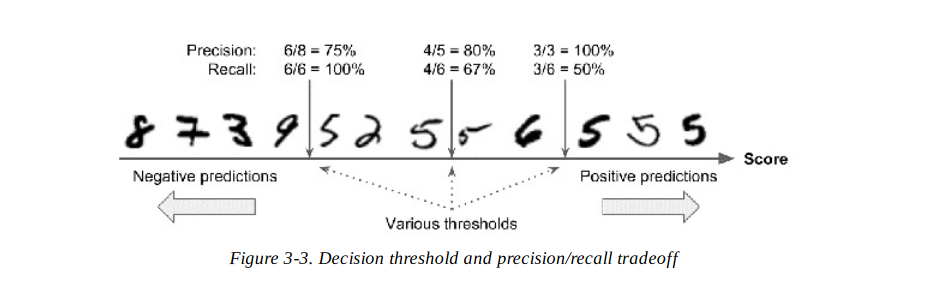 Precision: 6/8 = 75% 4/5 = 80% 3/3 = 100%
Recall: 6/6 = 100% 4/6 = 67% 3/6 = 50%
8 7 3 9 5 2 5 5 6 5 5 5
Score
Negative predictions Positive predictions
Various thresholds
Figure 3-3. Decision threshold and precision/recall tradeoff